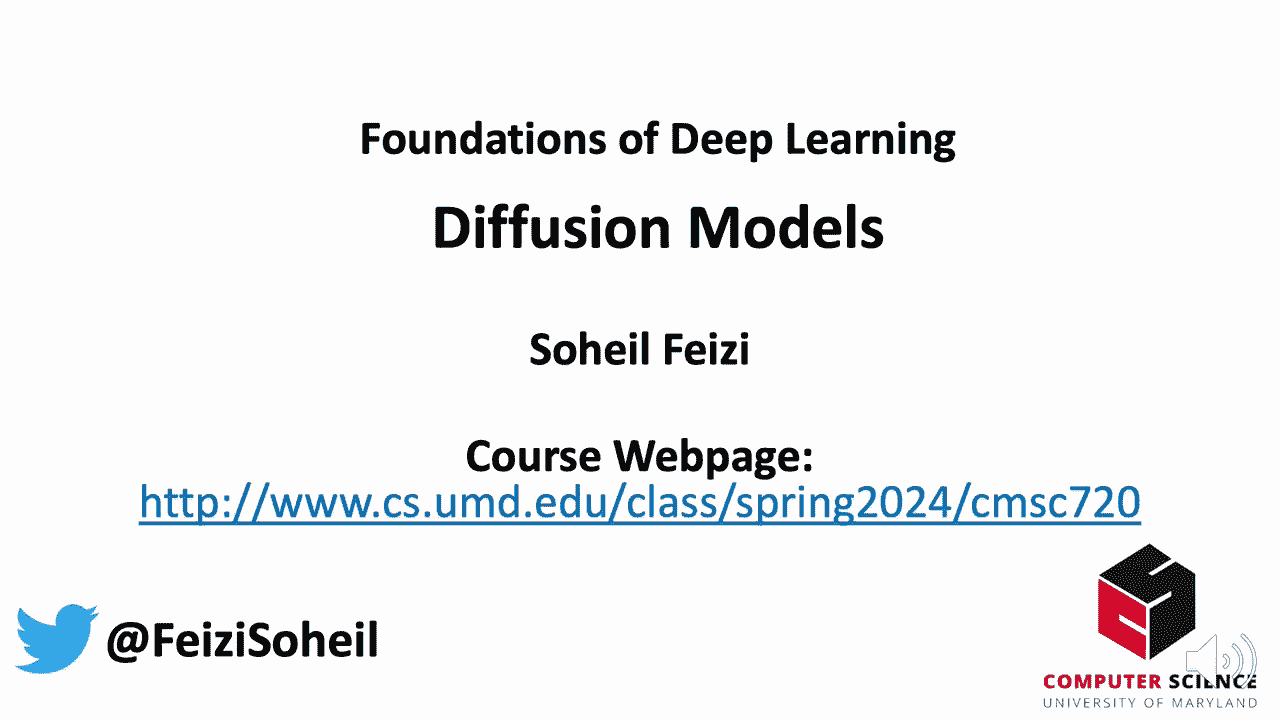 Foundations of Deep Learning
Diffusion Models
Soheil Feizi
Course Webpage:
http://www.cs.umd.edu/class/spring2024/cmsc720
@FeiziSoheil
COMPUTER SCIENCE
UNIVERSITY OF MARYLAND